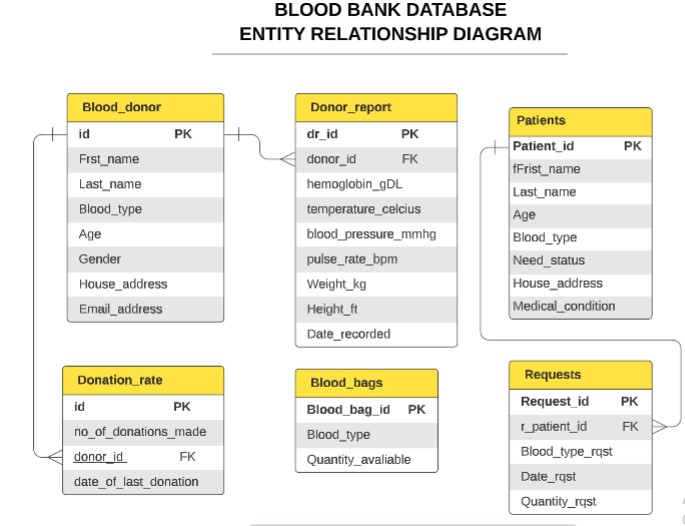 BLOOD BANK DATABASE
ENTITY RELATIONSHIP DIAGRAM
Blood_donor
id PK
Frst_name
Last_name
Blood_type
Age
Gender
House_address
Email_address
Donor_report
dr_id PK
donor_id FK
hemoglobin_gDL
temperature_celcius
blood_pressure_mmhg
pulse_rate_bpm
Weight_kg
Height_ft
Date_recorded
Patients
Patient_id PK
fFrist_name
Last_name
Age
Blood_type
Need_status
House_address
Medical_condition
Donation_rate
id PK
no_of_donations_made
donor_id FK
date_of_last_donation
Blood_bags
Blood_bag_id PK
Blood_type
Quantity_avaliable
Requests
Request_id PK
r_patient_id FK
Blood_type_rqst
Date_rqst
Quantity_rqst